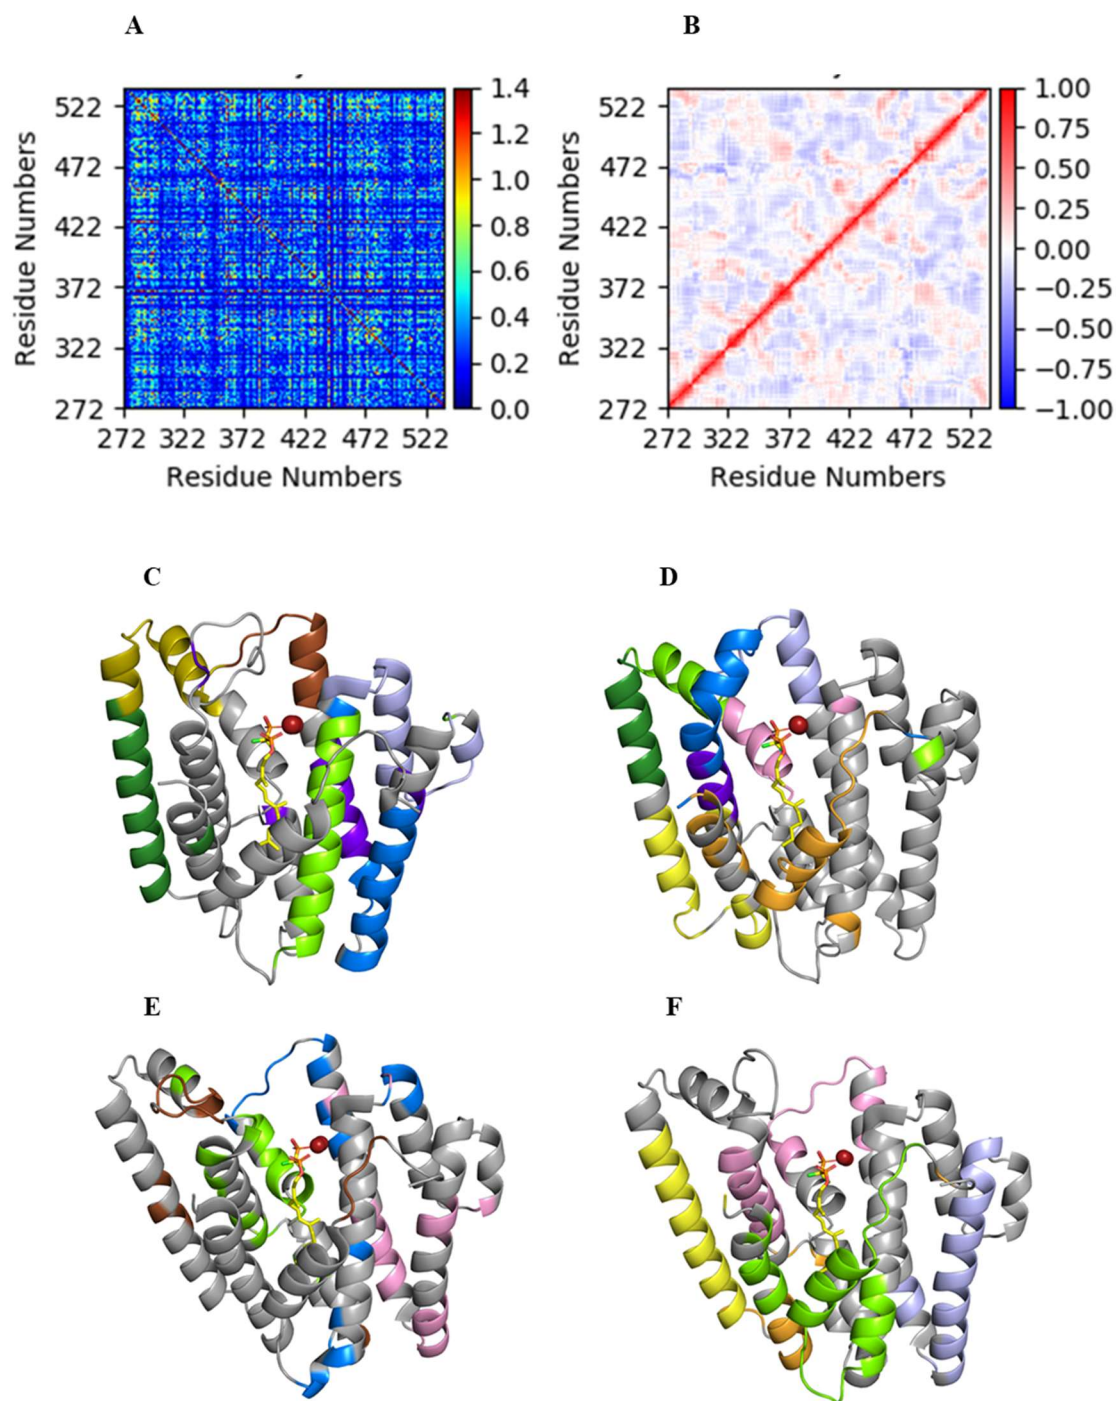 A B
522 1.4 522 1.00
1.2 0.75
472 1.0 472 0.50
422 0.8 422 0.25
0.6 0.00
372 0.4 372 −0.25
−0.50
322 0.2 322 −0.75
272 0.0 272 −1.00
272 322 372 422 472 522 272 322 372 422 472 522
Residue Numbers Residue Numbers
Residue Numbers Residue Numbers
C D
E F